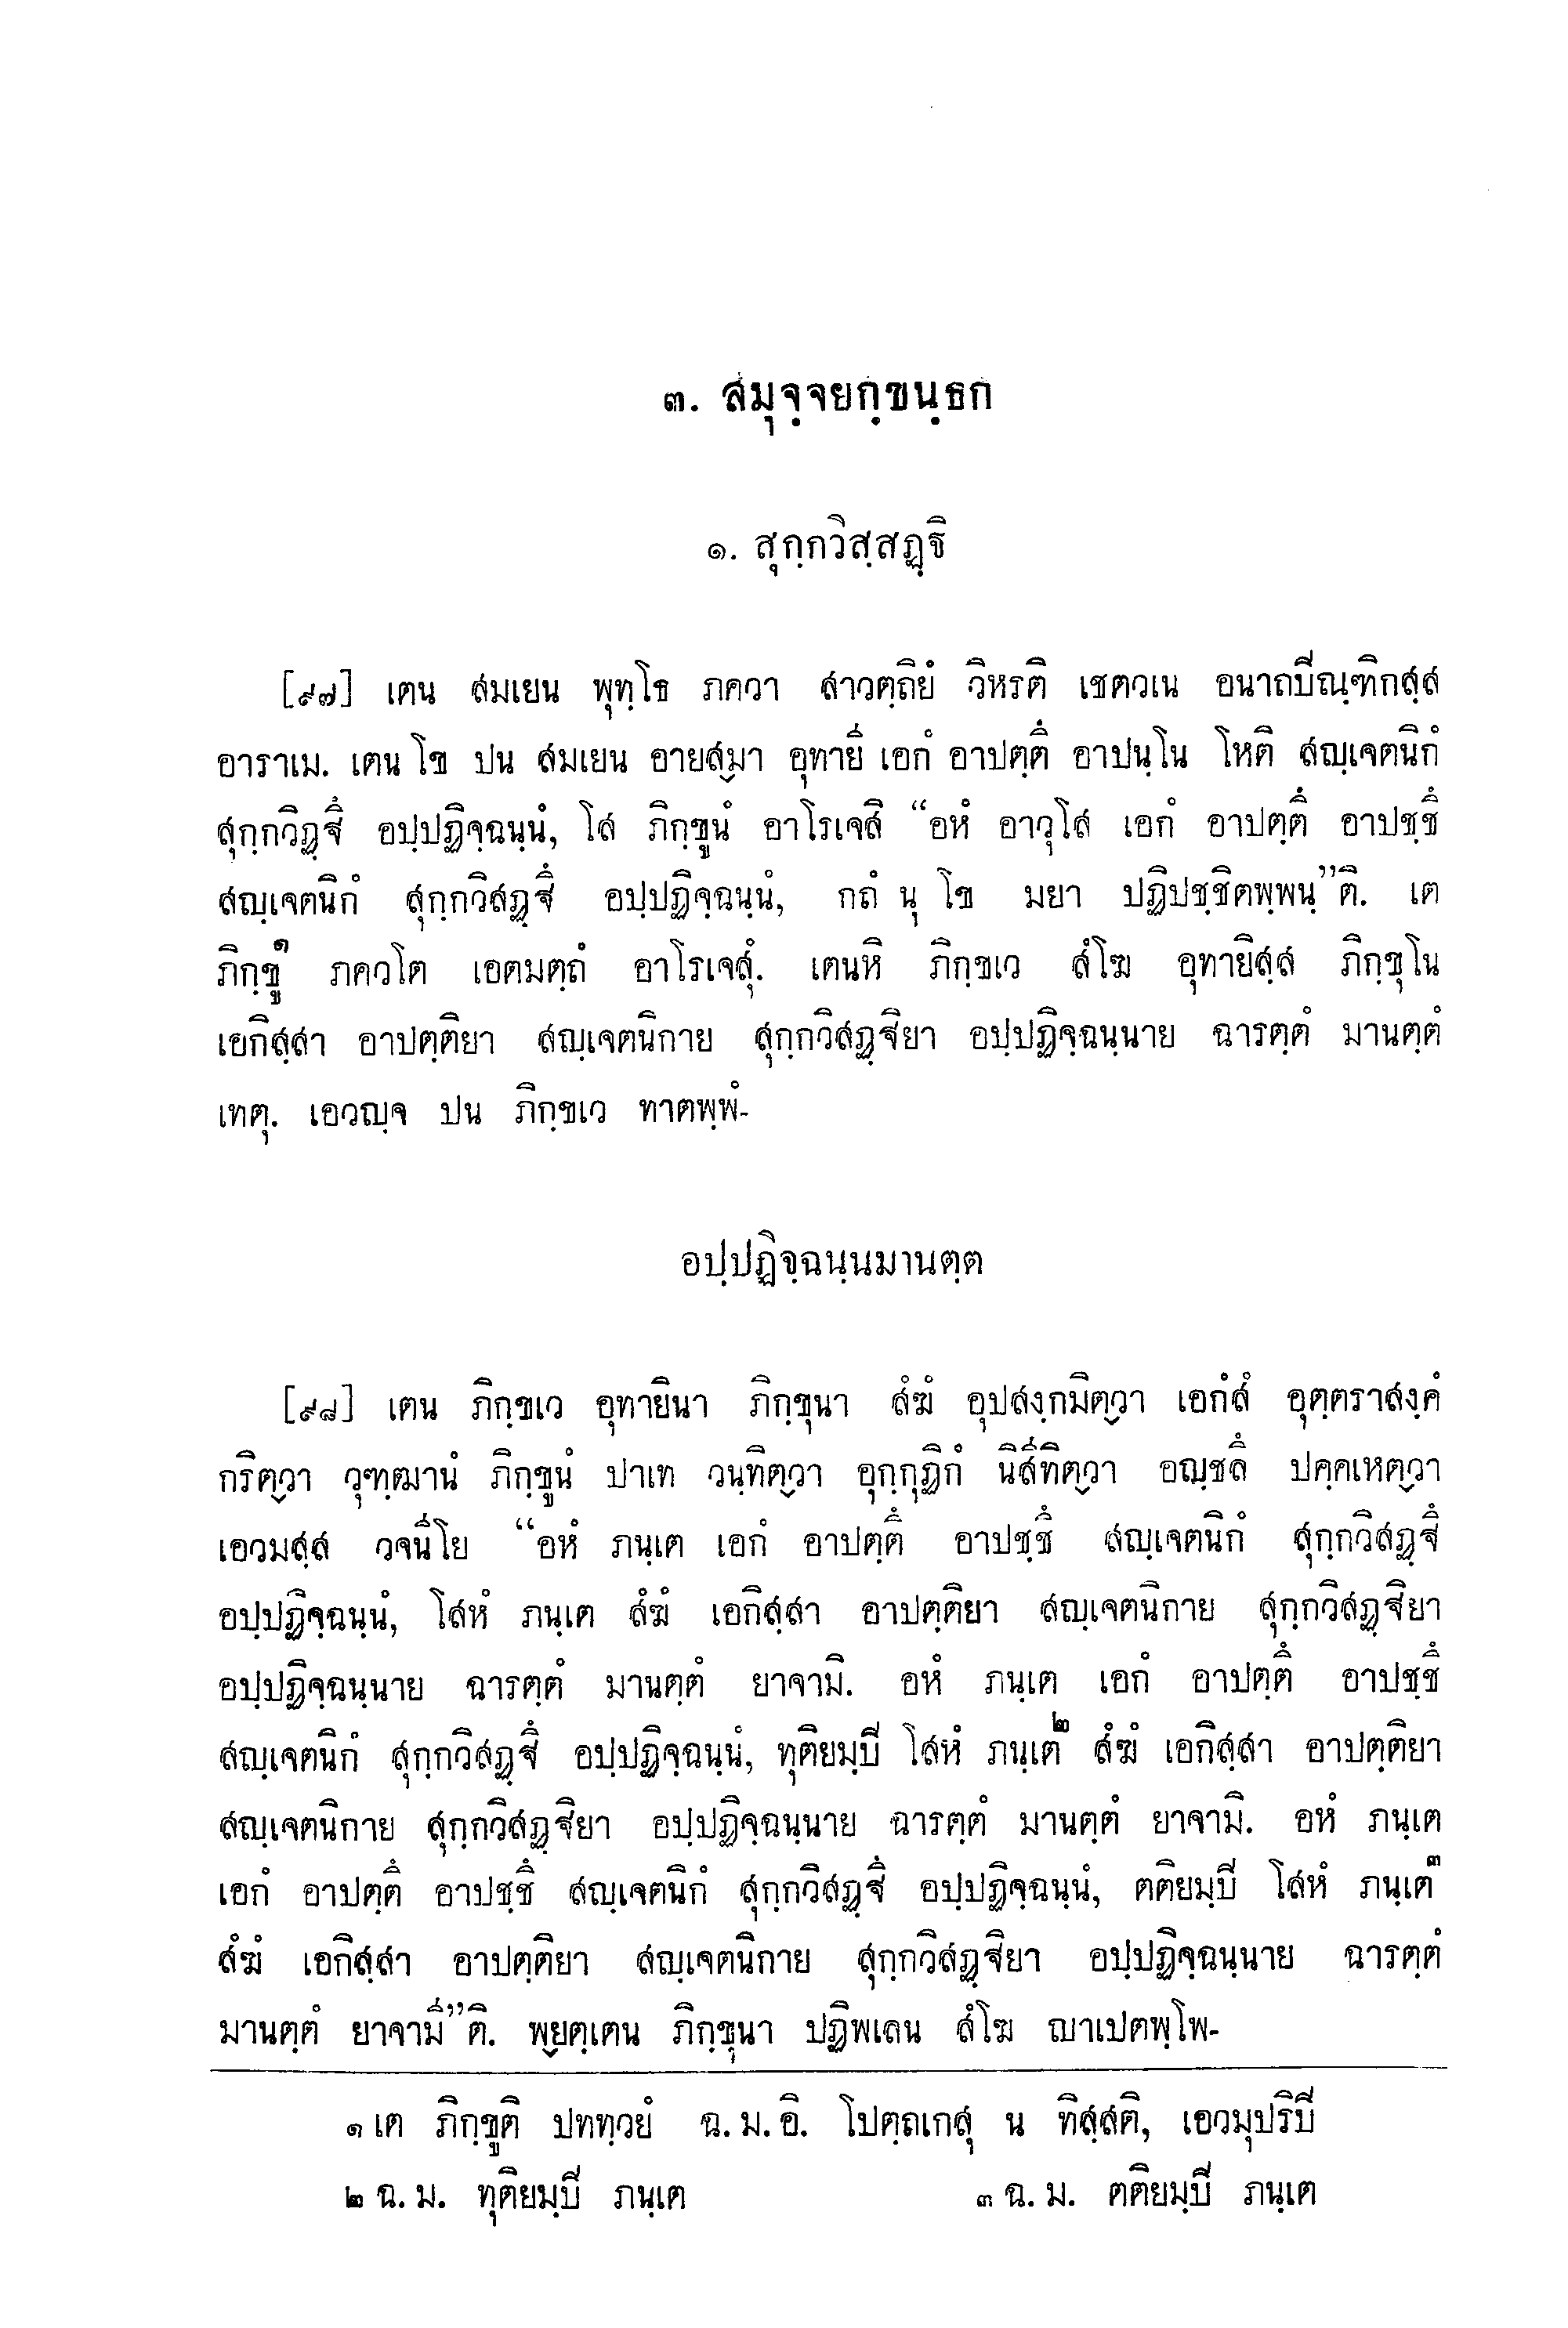 ๓. สมุจฺจยกฺขนฺธก
๑. สุกฺกวิสฺสฏฺฐิ
[๙๗] เตน สมเยน พุทฺโธ ภควา สาวตฺถิยํ วิหรติ เชตวเน อนาถปิณฺฑิกสฺส
อาราเม. เตน โข ปน สมเยน อายสฺมา อุทายี เอกํ อาปตฺตึ อาปนฺโน โหติ สญฺเจตนิกํ
สุกฺกวิฏฺฐึ อปฺปฏิจฺฉนฺนํ, โส ภิกฺขูนํ อาโรเจสิ “อหํ อาวุโส เอกํ อาปตฺตึ อาปชฺชึ
สญฺเจตนิกํ สุกฺกวิสฏฺฐึ อปฺปฏิจฺฉนฺนํ, กถํ นุ โข มยา ปฏิปชฺชิตพฺพนฺ”ติ. เต
ภิกฺขู๑ ภควโต เอตมตฺถํ อาโรเจสุํ. เตนหิ ภิกฺขเว สํโฆ อุทายิสฺส ภิกฺขุโน
เอกิสฺสา อาปตฺติยา สญฺเจตนิกาย สุกฺกวิสฏฺฐิยา อปฺปฏิจฺฉนฺนาย ฉารตฺตํ มานตฺตํ
เทตุ. เอวญฺจ ปน ภิกฺขเว ทาตพฺพํ-
อปฺปฏิจฺฉนฺนมานตฺต
[๙๘] เตน ภิกฺขเว อุทายินา ภิกฺขุนา สํฆํ อุปสงฺกมิตฺวา เอกํสํ อุตฺตราสงฺคํ
กริตฺวา วุฑฺฒานํ ภิกฺขูนํ ปาเท วนฺทิตฺวา อุกฺกุฏิกํ นิสีทิตฺวา อญฺชลึ ปคฺคเหตฺวา
เอวมสฺส วจนีโย “อหํ ภนฺเต เอกํ อาปตฺตึ อาปชฺชึ สญฺเจตนิกํ สุกฺกวิสฏฺฐึ
อปฺปฏิจฺฉนฺนํ, โสหํ ภนฺเต สํฆํ เอกิสฺสา อาปตฺติยา สญฺเจตนิกาย สุกฺกวิสฏฺฐิยา
อปฺปฏิจฺฉนฺนาย ฉารตฺตํ มานตฺตํ ยาจามิ. อหํ ภนฺเต เอกํ อาปตฺตึ อาปชฺชึ
สญฺเจตนิกํ สุกฺกวิสฏฺฐึ อปฺปฏิจฺฉนฺนํ, ทุติยมฺปิ โสหํ ภนฺเต๒ สํฆํ เอกิสฺสา อาปตฺติยา
สญฺเจตนิกาย สุกฺกวิสฏฺฐิยา อปฺปฏิจฺฉนฺนาย ฉารตฺตํ มานตฺตํ ยาจามิ. อหํ ภนฺเต
เอกํ อาปตฺตึ อาปชฺชึ สญฺเจตนิกํ สุกฺกวิสฏฺฐึ อปฺปฏิจฺฉนฺนํ, ตติยมฺปิ โสหํ ภนฺเต๓
สํฆํ เอกิสฺสา อาปตฺติยา สญฺเจตนิกาย สุกฺกวิสฏฺฐิยา อปฺปฏิจฺฉนฺนาย ฉารตฺตํ
มานตฺตํ ยาจามี”ติ. พฺยตฺเตน ภิกฺขุนา ปฏิพเลน สํโฆ ญาเปตพฺโพ-
๑ เต ภิกฺขูติ ปททฺวยํ ฉ. ม. อิ. โปตฺถเกสุ น ทิสฺสติ, เอวมุปริปิ
๒ ฉ. ม. ทุติยมฺปิ ภนฺเต ๓ ฉ. ม. ตติยมฺปิ ภนฺเต